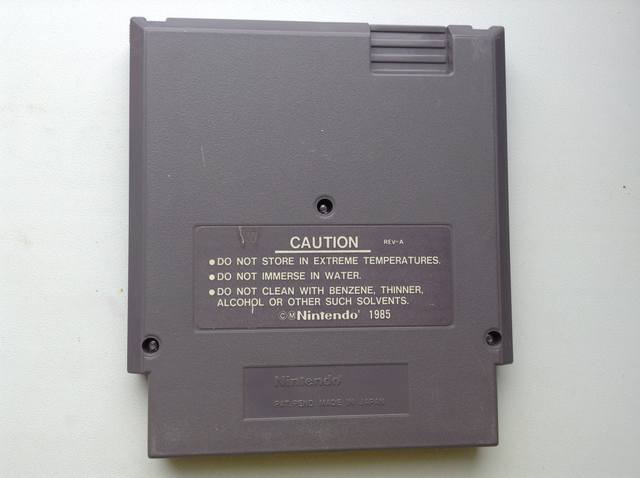 CAUTION REV-A
● DO NOT STORE IN EXTREME TEMPERATURES.
● DO NOT IMMERSE IN WATER.
● DO NOT CLEAN WITH BENZENE, THINNER,
ALCOHOL OR OTHER SUCH SOLVENTS.
©Ⓜ Nintendo® 1985
Nintendo®
PAT. PEND. MADE IN JAPAN